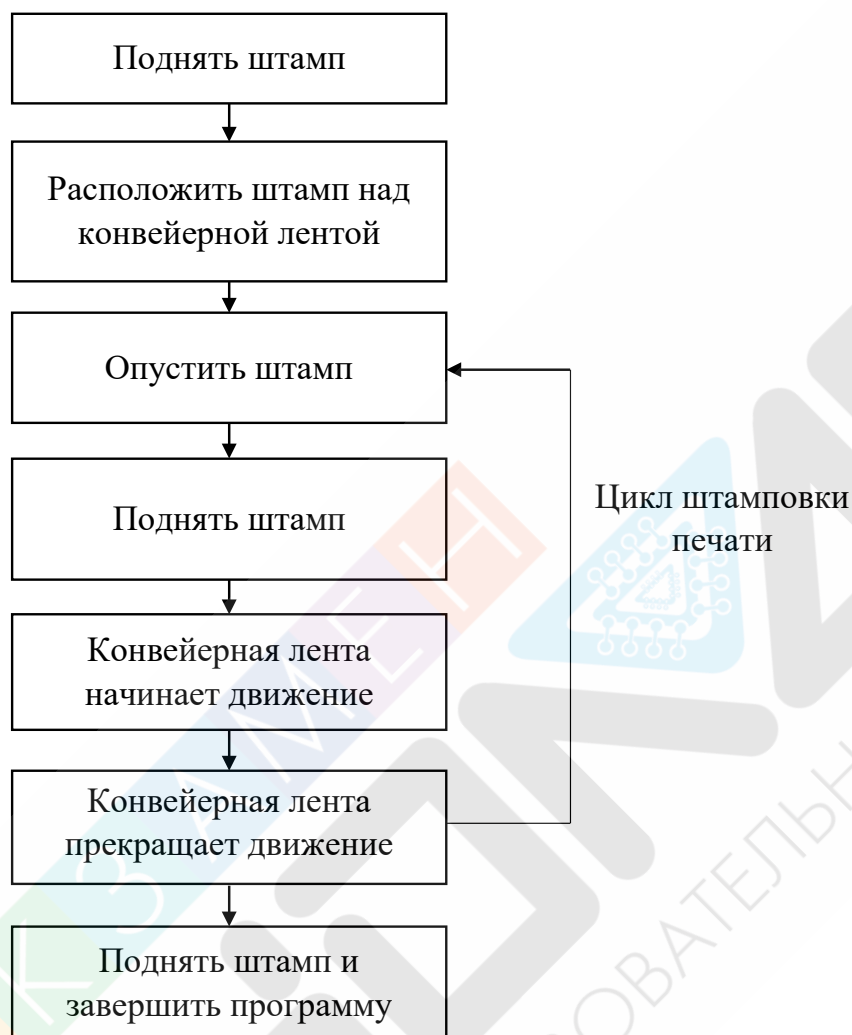 Поднять штамп
Расположить штамп над
конвейерной лентой
Опустить штамп
Поднять штамп
Цикл штамповки
печати
Конвейерная лента
начинает движение
Конвейерная лента
прекращает движение
Поднять штамп и
завершить программу